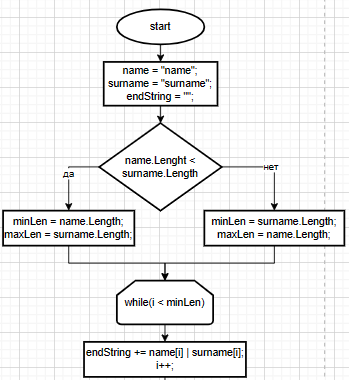 start
name = "name";
surname = "surname";
endString = "";
name.Lenght <
surname.Length
да
нет
minLen = name.Length;
maxLen = surname.Length;
minLen = surname.Length;
maxLen = name.Length;
while(i < minLen)
endString += name[i] | surname[i];
i++;